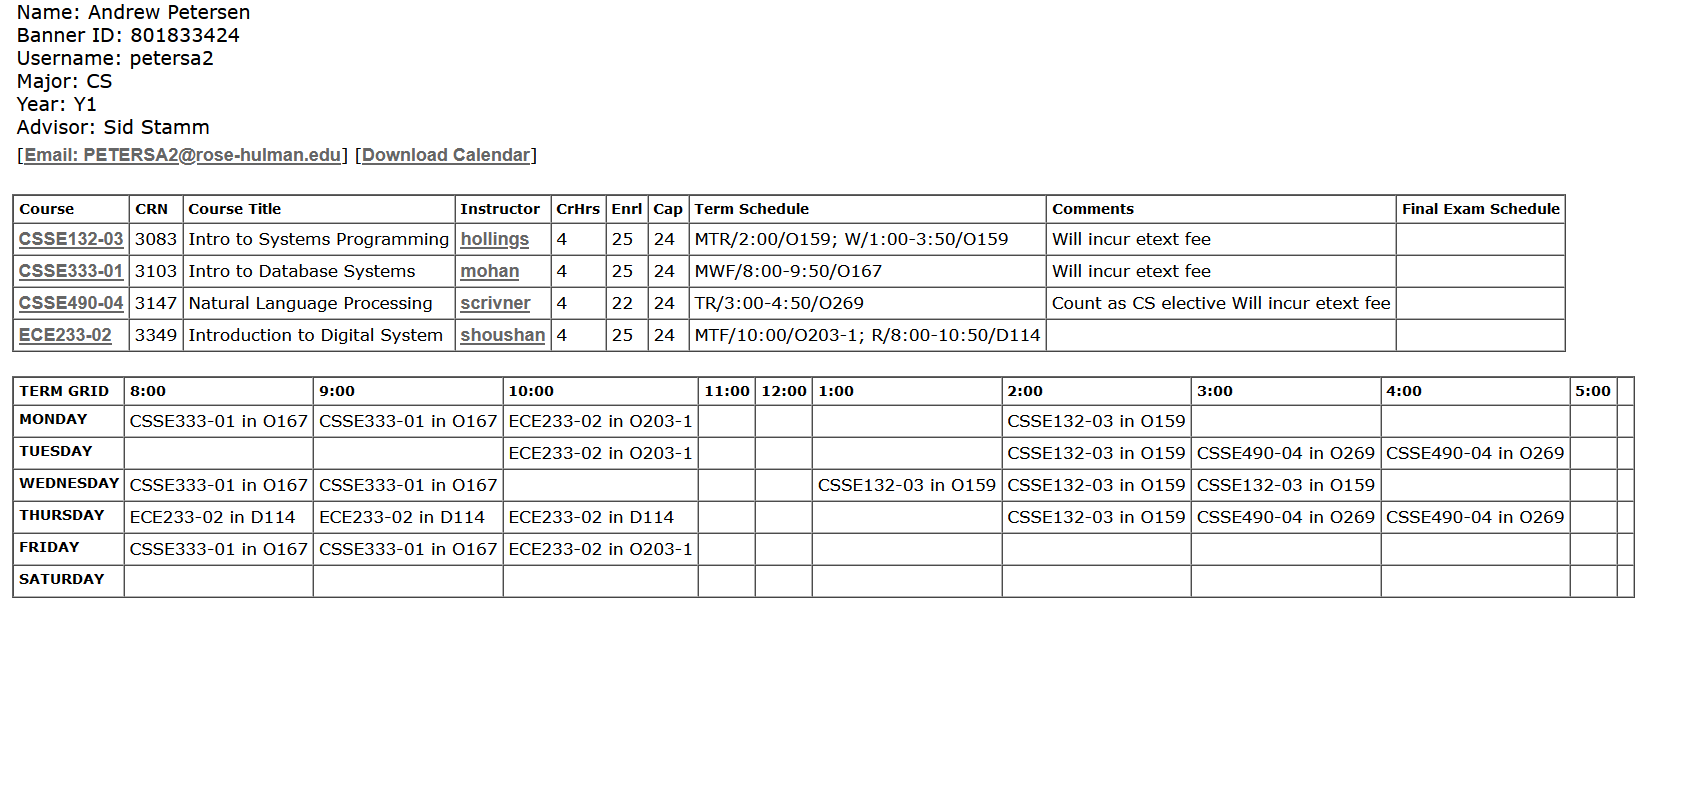 Name: Andrew Petersen
Banner ID: 801833424
Username: petersa2
Major: CS
Year: Y1
Advisor: Sid Stamm
[Email: PETERSA2@rose-hulman.edu] [Download Calendar]
Course CRN Course Title Instructor CrHrs Enrl Cap Term Schedule Comments Final Exam Schedule
CSSE132-03 3083 Intro to Systems Programming hollings 4 25 24 MTR/2:00/O159; W/1:00-3:50/O159 Will incur etext fee
CSSE333-01 3103 Intro to Database Systems mohan 4 25 24 MWF/8:00-9:50/O167 Will incur etext fee
CSSE490-04 3147 Natural Language Processing scrivner 4 22 24 TR/3:00-4:50/O269 Count as CS elective Will incur etext fee
ECE233-02 3349 Introduction to Digital System shoushan 4 25 24 MTF/10:00/O203-1; R/8:00-10:50/D114
TERM GRID 8:00 9:00 10:00 11:00 12:00 1:00 2:00 3:00 4:00 5:00
MONDAY CSSE333-01 in O167 CSSE333-01 in O167 ECE233-02 in O203-1 CSSE132-03 in O159
TUESDAY ECE233-02 in O203-1 CSSE132-03 in O159 CSSE490-04 in O269 CSSE490-04 in O269
WEDNESDAY CSSE333-01 in O167 CSSE333-01 in O167 CSSE132-03 in O159 CSSE132-03 in O159 CSSE132-03 in O159
THURSDAY ECE233-02 in D114 ECE233-02 in D114 ECE233-02 in D114 CSSE132-03 in O159 CSSE490-04 in O269 CSSE490-04 in O269
FRIDAY CSSE333-01 in O167 CSSE333-01 in O167 ECE233-02 in O203-1
SATURDAY